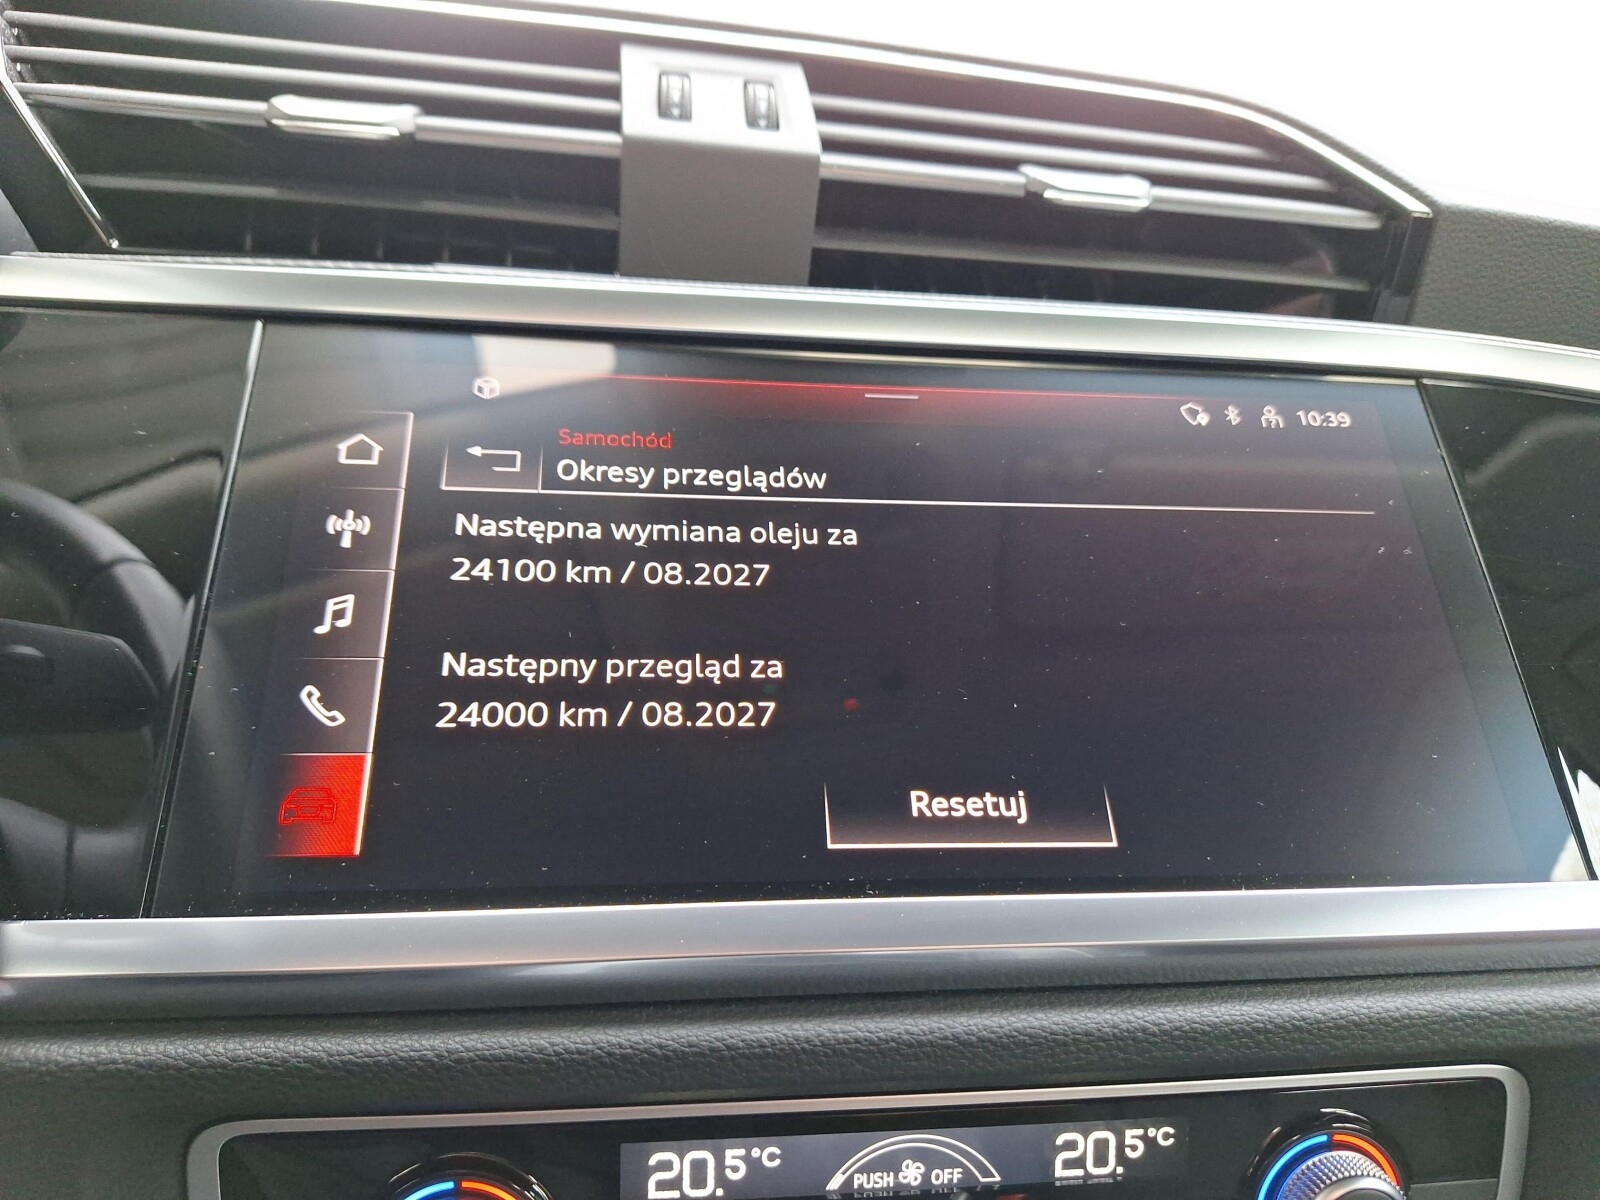 10:39
Samochód
Okresy przeglądów
Następna wymiana oleju za
24100 km / 08.2027
Następny przegląd za
24000 km / 08.2027
Resetuj
20.5°C
PUSH OFF
20.5°C